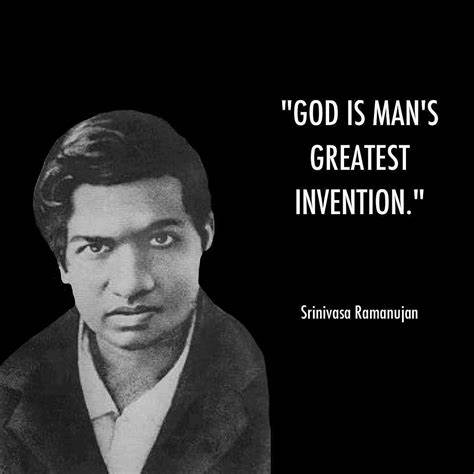 "GOD IS MAN'S
GREATEST
INVENTION."
Srinivasa Ramanujan